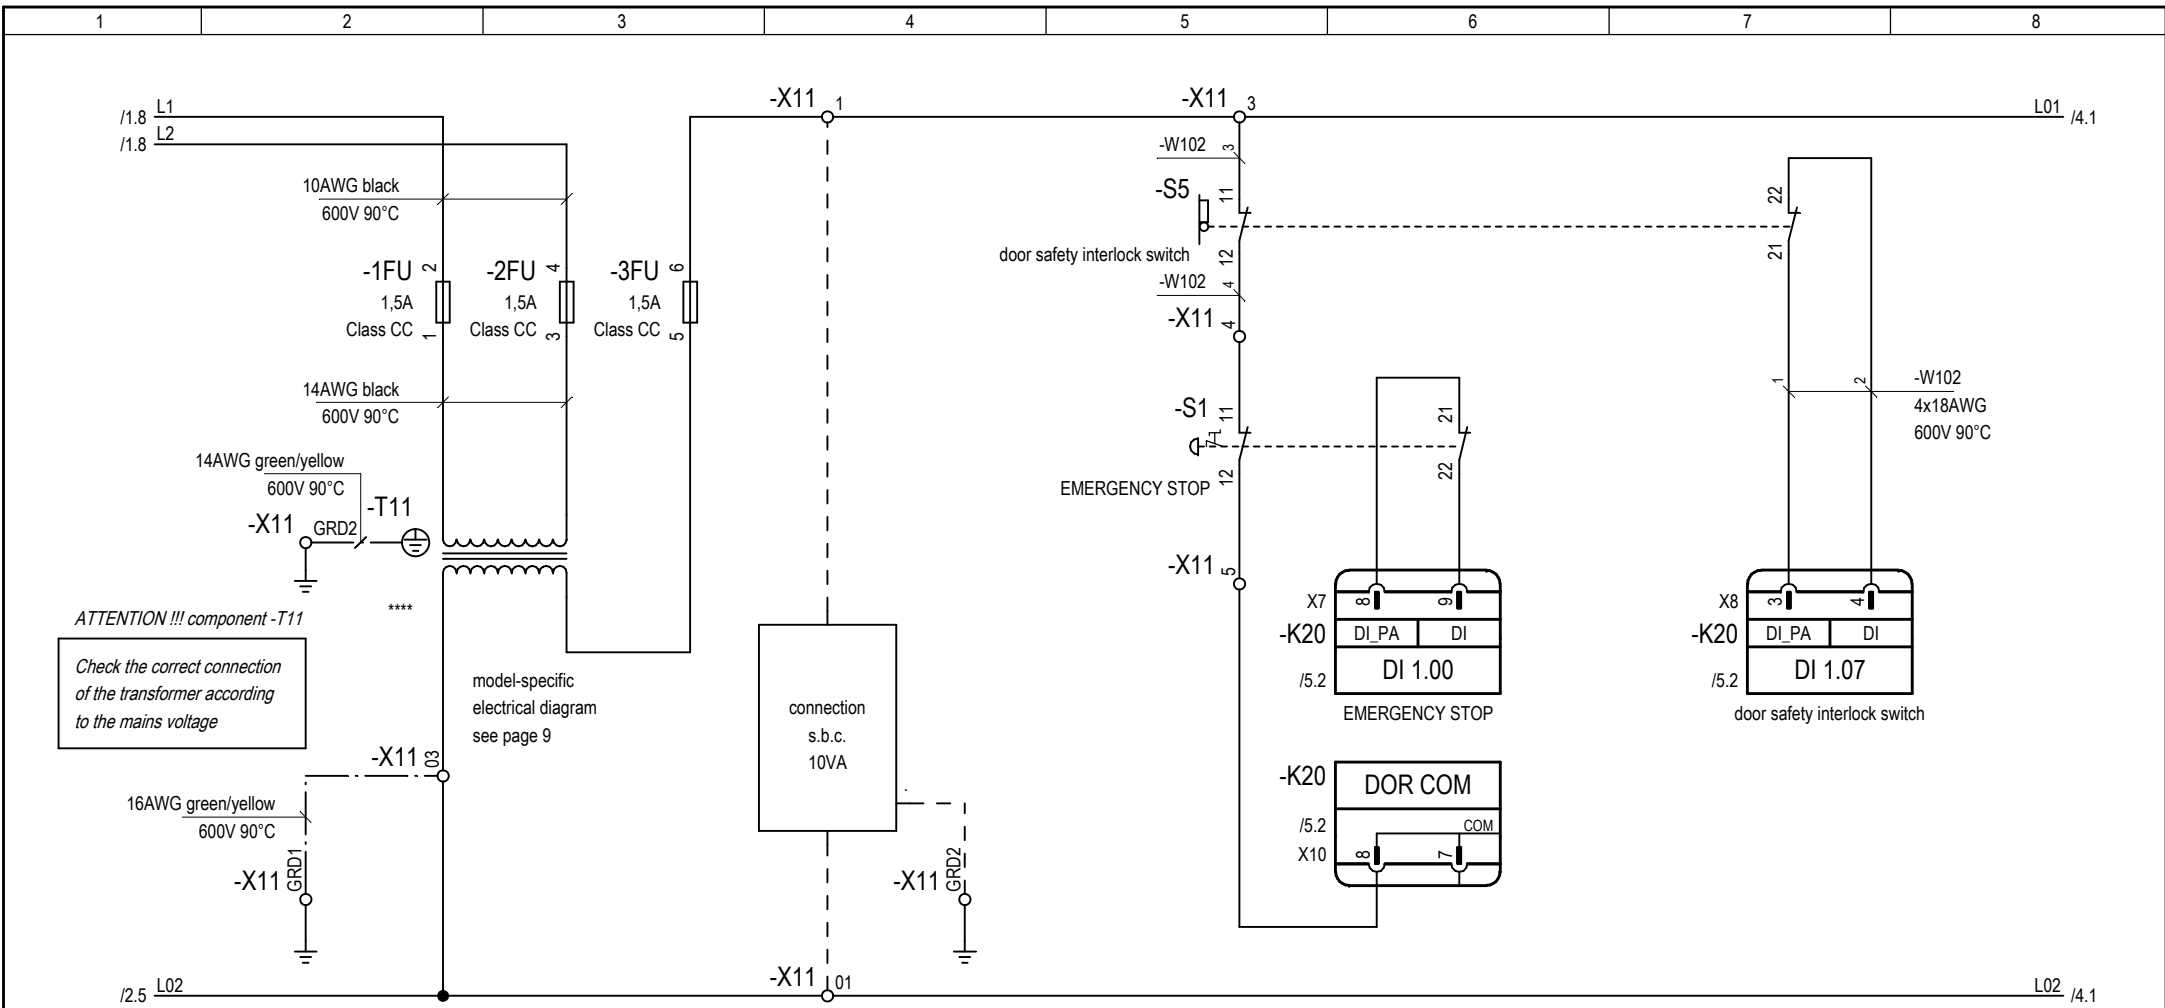 1 2 3 4 5 6 7 8
/1.8 L1
/1.8 L2
-X11 1
-X11 3
L01 /4.1
10AWG black
600V 90°C
-1FU 2
1,5A
Class CC 1
-2FU 4
1,5A
Class CC 3
-3FU 6
1,5A
Class CC 5
14AWG black
600V 90°C
14AWG green/yellow
600V 90°C
-T11
-X11 GRD2
****
ATTENTION !!! component -T11
Check the correct connection
of the transformer according
to the mains voltage
model-specific
electrical diagram
see page 9
-X11 03
16AWG green/yellow
600V 90°C
-X11 GRD1
connection
s.b.c.
10VA
-X11 GRD2
-X11 01
/2.5 L02
L02 /4.1
-W102 3
-S5 11
door safety interlock switch 12
-W102 4
-X11 4
-S1 11
EMERGENCY STOP 12
-X11 5
21
22
X7 8 9
-K20 DI_PA DI
/5.2 DI 1.00
EMERGENCY STOP
-K20 DOR COM
/5.2 COM
X10 8 7
22
21
1 2 -W102
4x18AWG
600V 90°C
X8 3 4
-K20 DI_PA DI
/5.2 DI 1.07
door safety interlock switch